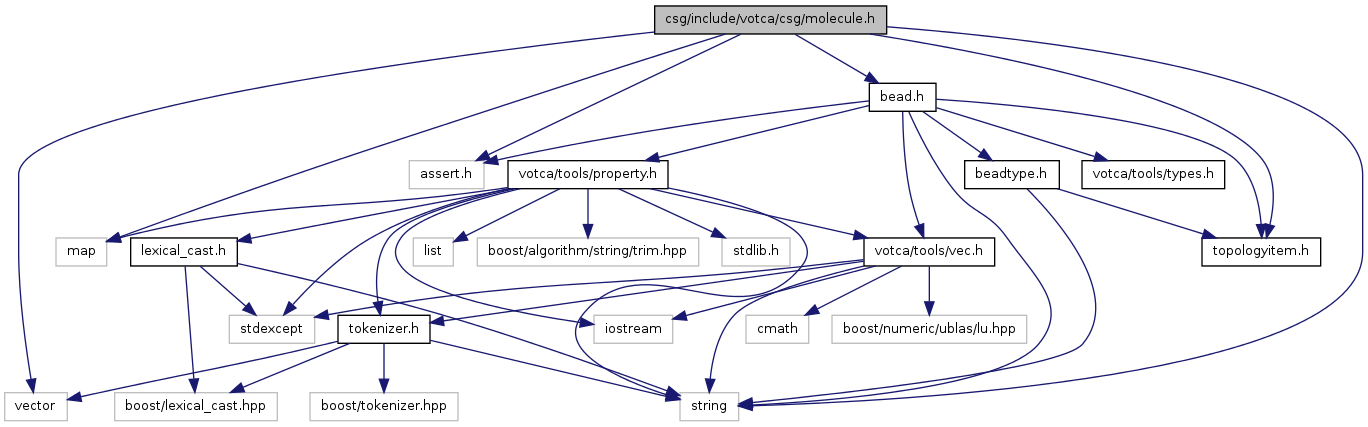 csg/include/votca/csg/molecule.h
bead.h
assert.h
votca/tools/property.h
beadtype.h
votca/tools/types.h
map
lexical_cast.h
list
boost/algorithm/string/trim.hpp
stdlib.h
votca/tools/vec.h
topologyitem.h
stdexcept
tokenizer.h
iostream
cmath
boost/numeric/ublas/lu.hpp
vector
boost/lexical_cast.hpp
boost/tokenizer.hpp
string